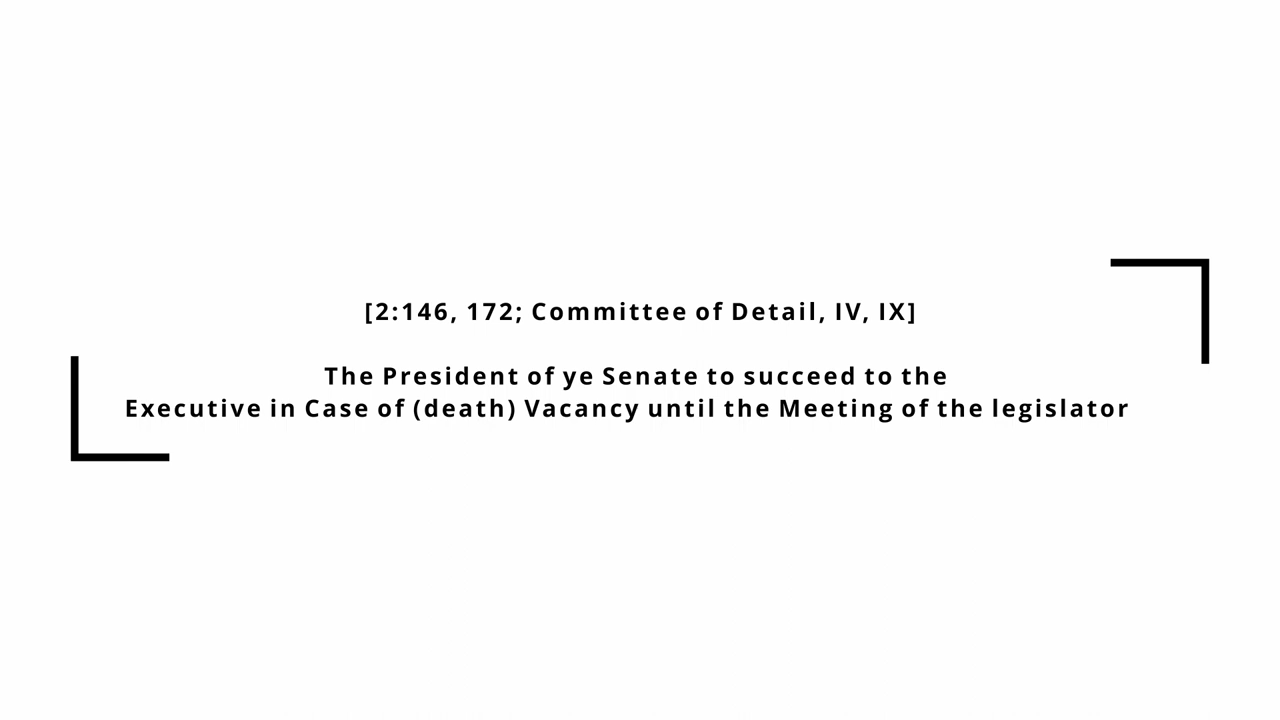 [2:146, 172; Committee of Detail, IV, IX]
The President of ye Senate to succeed to the
Executive in Case of (death) Vacancy until the Meeting of the legislator